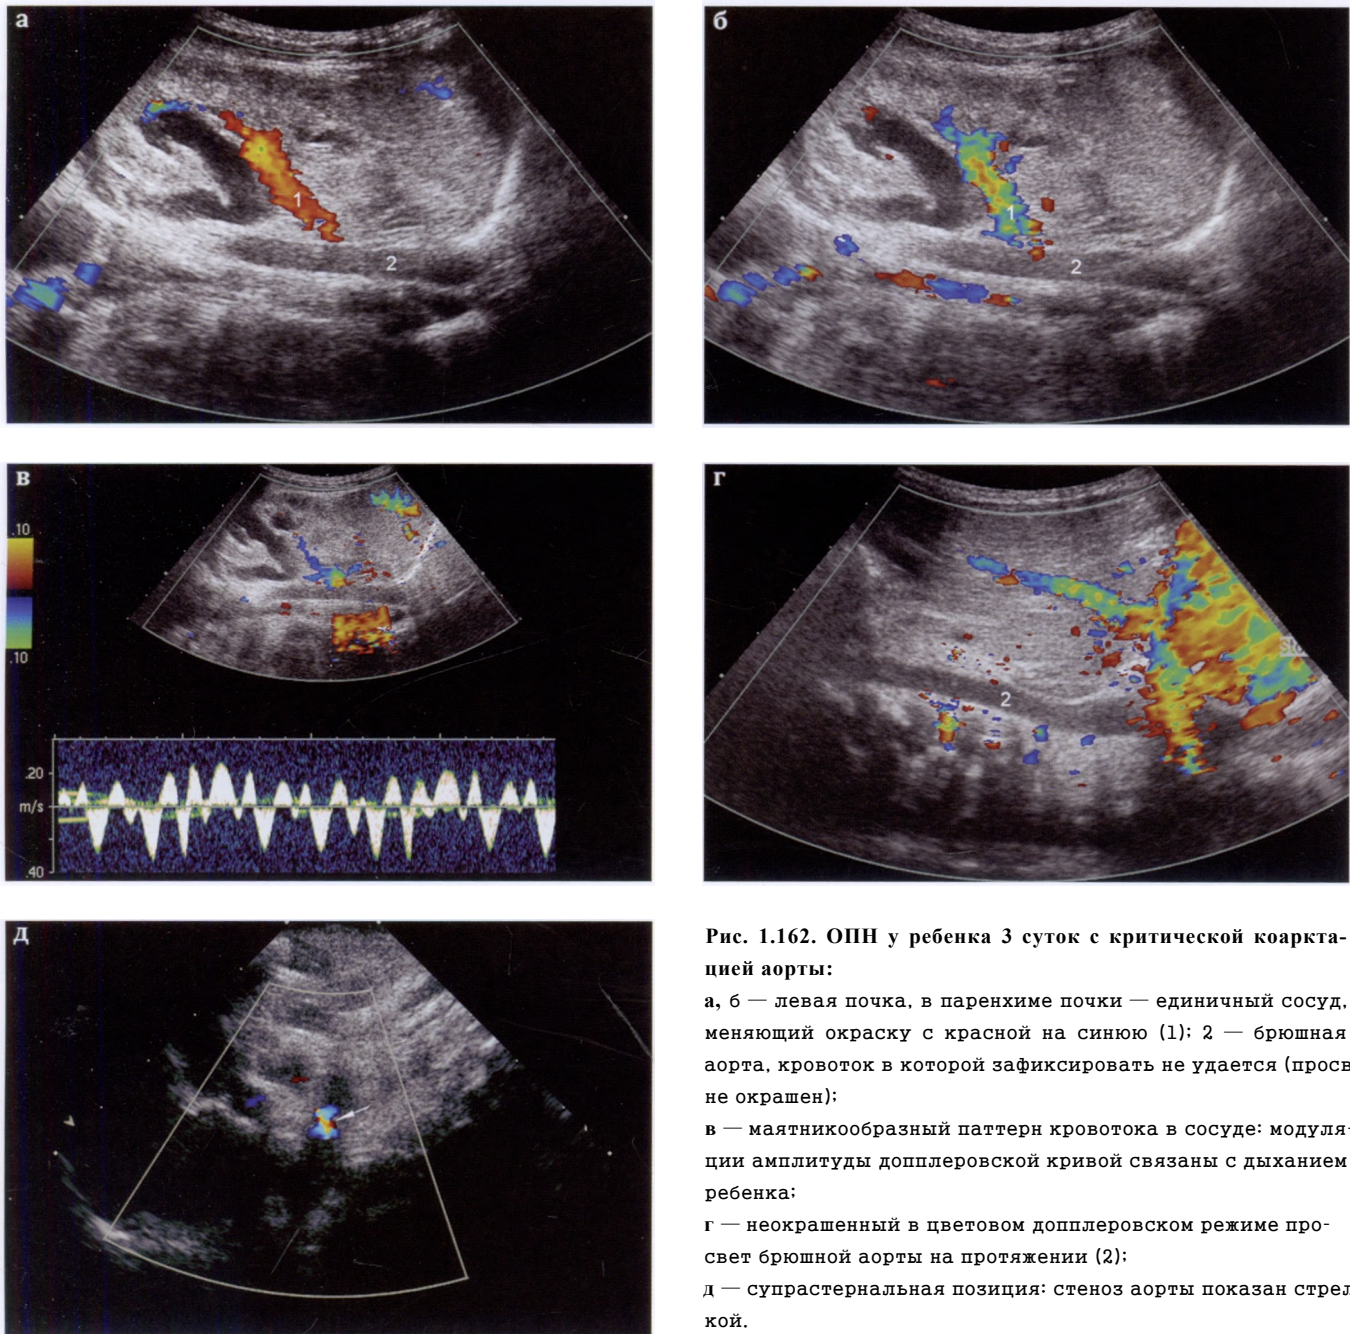 а
1
2
б
1
2
в
.10
.10
.20
m/s
.40
г
2
д
Рис. 1.162. ОПН у ребенка 3 суток с критической коаркта-
цией аорты:
а, б — левая почка, в паренхиме почки — единичный сосуд,
меняющий окраску с красной на синюю (1); 2 — брюшная
аорта, кровоток в которой зафиксировать не удается (просв
не окрашен);
в — маятникообразный паттерн кровотока в сосуде: модуля-
ции амплитуды допплеровской кривой связаны с дыханием
ребенка;
г — неокрашенный в цветовом допплеровском режиме про-
свет брюшной аорты на протяжении (2);
д — супрастернальная позиция: стеноз аорты показан стрел
кой.